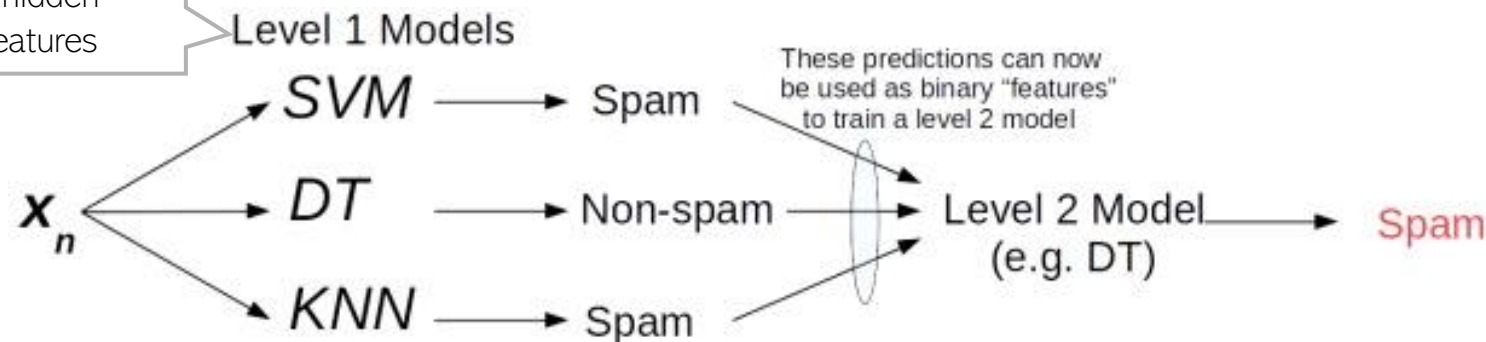 hidden
features
Level 1 Models
These predictions can now
be used as binary “features”
to train a level 2 model
SVM
Spam
x n
DT
Non-spam
Level 2 Model
(e.g. DT)
Spam
KNN
Spam